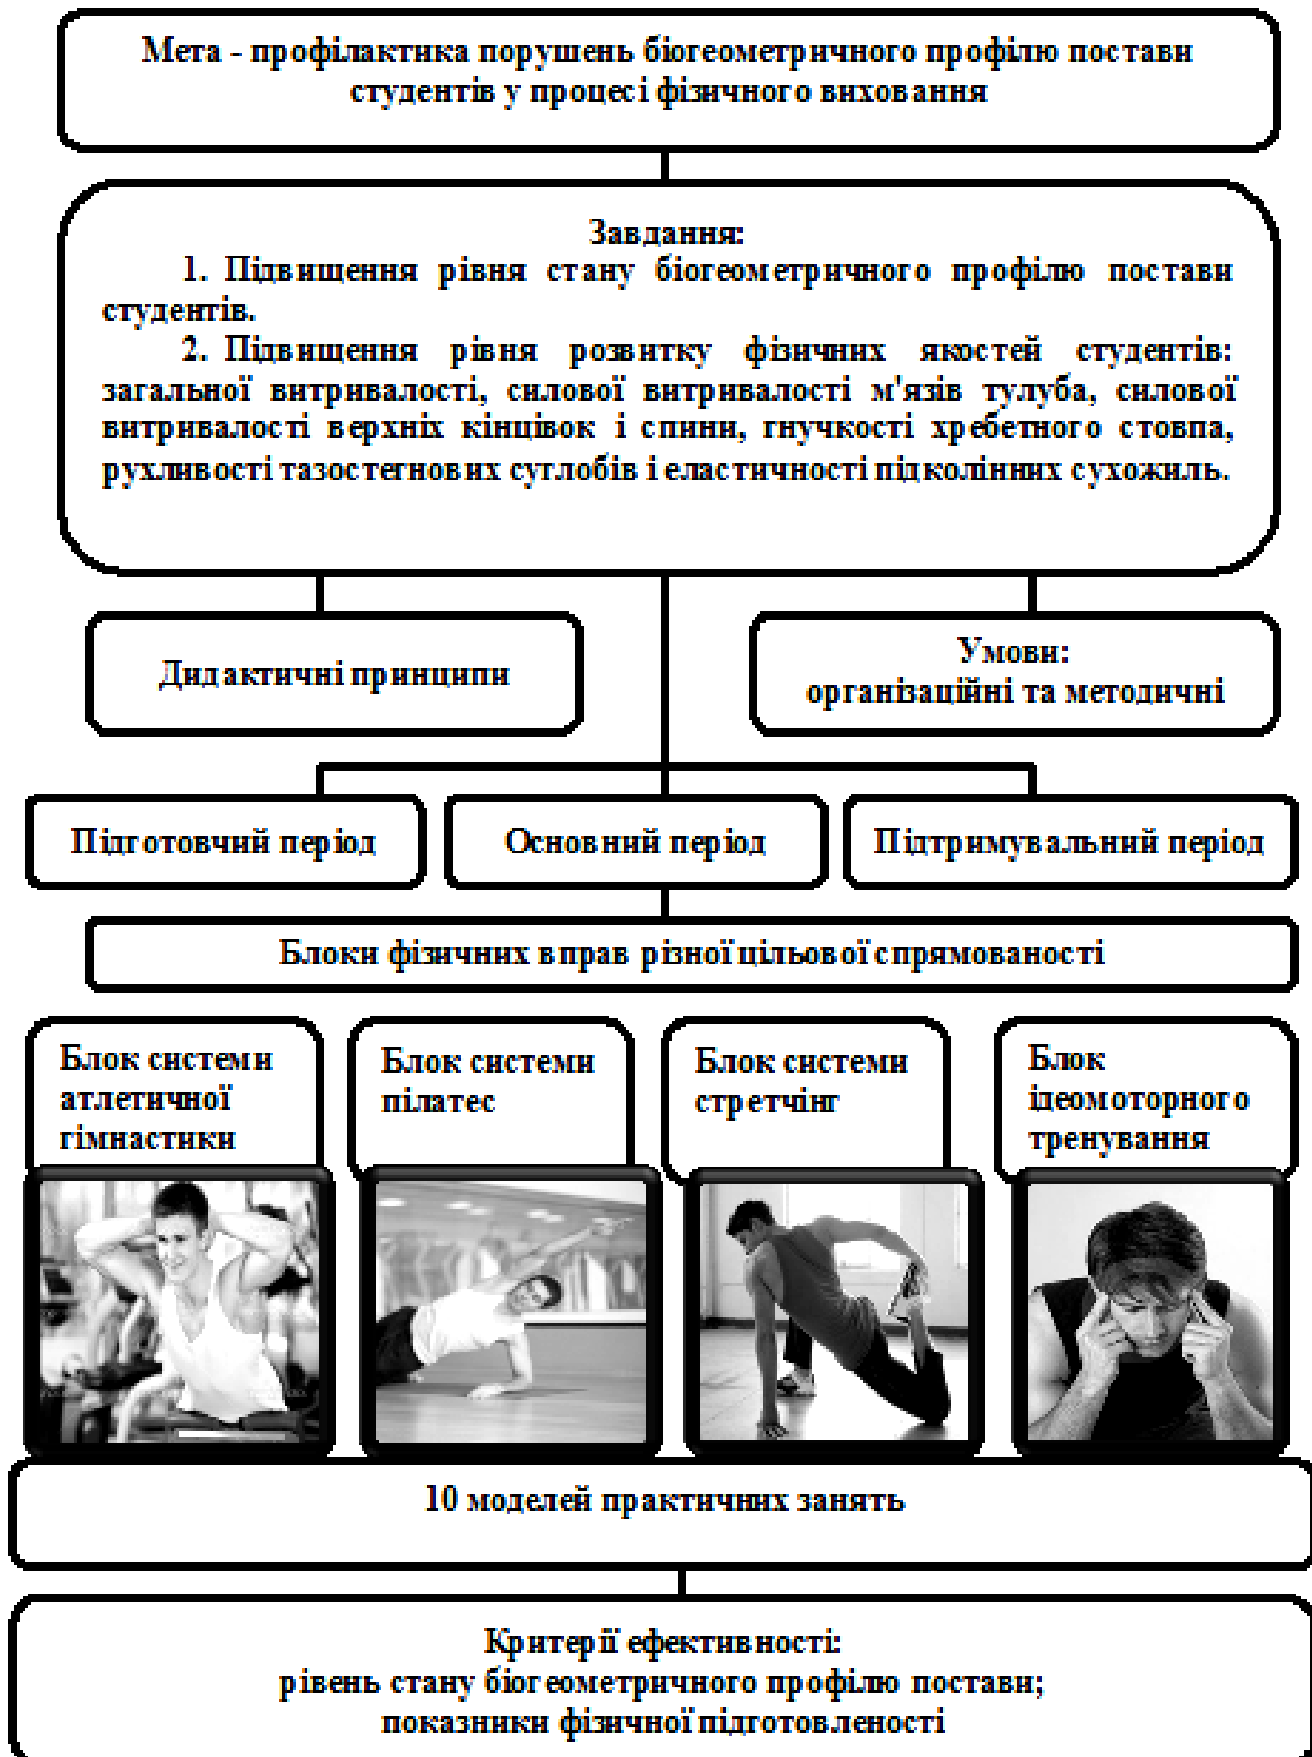 Мета - профілактика порушень біогеометричного профілю постави
студентів у процесі фізичного виховання
Завдання:
1. Підвищення рівня стану біогеометричного профілю постави
студентів.
2. Підвищення рівня розвитку фізичних якостей студентів:
загальної витривалості, силової витривалості м'язів тулуба, силової
витривалості верхніх кінцівок і спини, гнучкості хребетного стовпа,
рухливості тазостегнових суглобів і еластичності підколінних сухожиль.
Дидактичні принципи
Умови:
організаційні та методичні
Підготовчий період
Основний період
Підтримувальний період
Блоки фізичних вправ різної цільової спрямованості
Блок системи
атлетичної
гімнастики
Блок системи
пілатес
Блок системи
стретчінг
Блок
ідеомоторного
тренування
10 моделей практичних занять
Критерії ефективності:
рівень стану біогеометричного профілю постави;
показники фізичної підготовленості